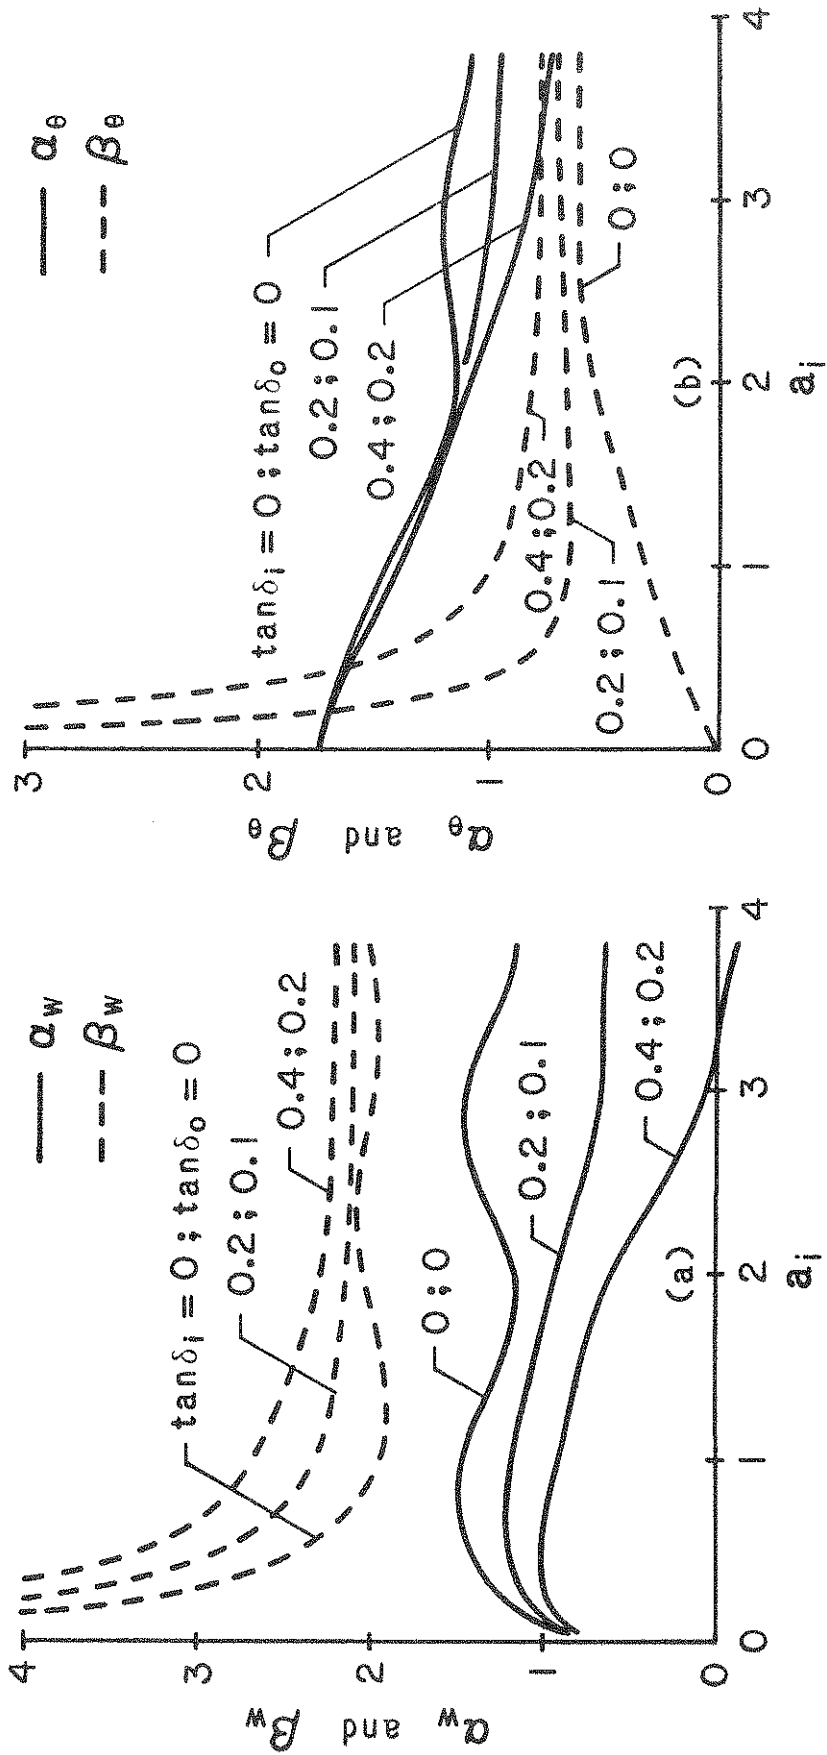 α_w
β_w
tanδ_i = 0 ; tanδ_o = 0
0.2 ; 0.1
0.4 ; 0.2
0 ; 0
0.2 ; 0.1
0.4 ; 0.2
4
3
2
1
0
α_w and β_w
0 1 2 3 4
(a)
a_i
α_θ
β_θ
tanδ_i = 0 ; tanδ_o = 0
0.2 ; 0.1
0.4 ; 0.2
0.4 ; 0.2
0.2 ; 0.1
0 ; 0
3
2
1
0
α_θ and β_θ
0 1 2 3 4
(b)
a_i